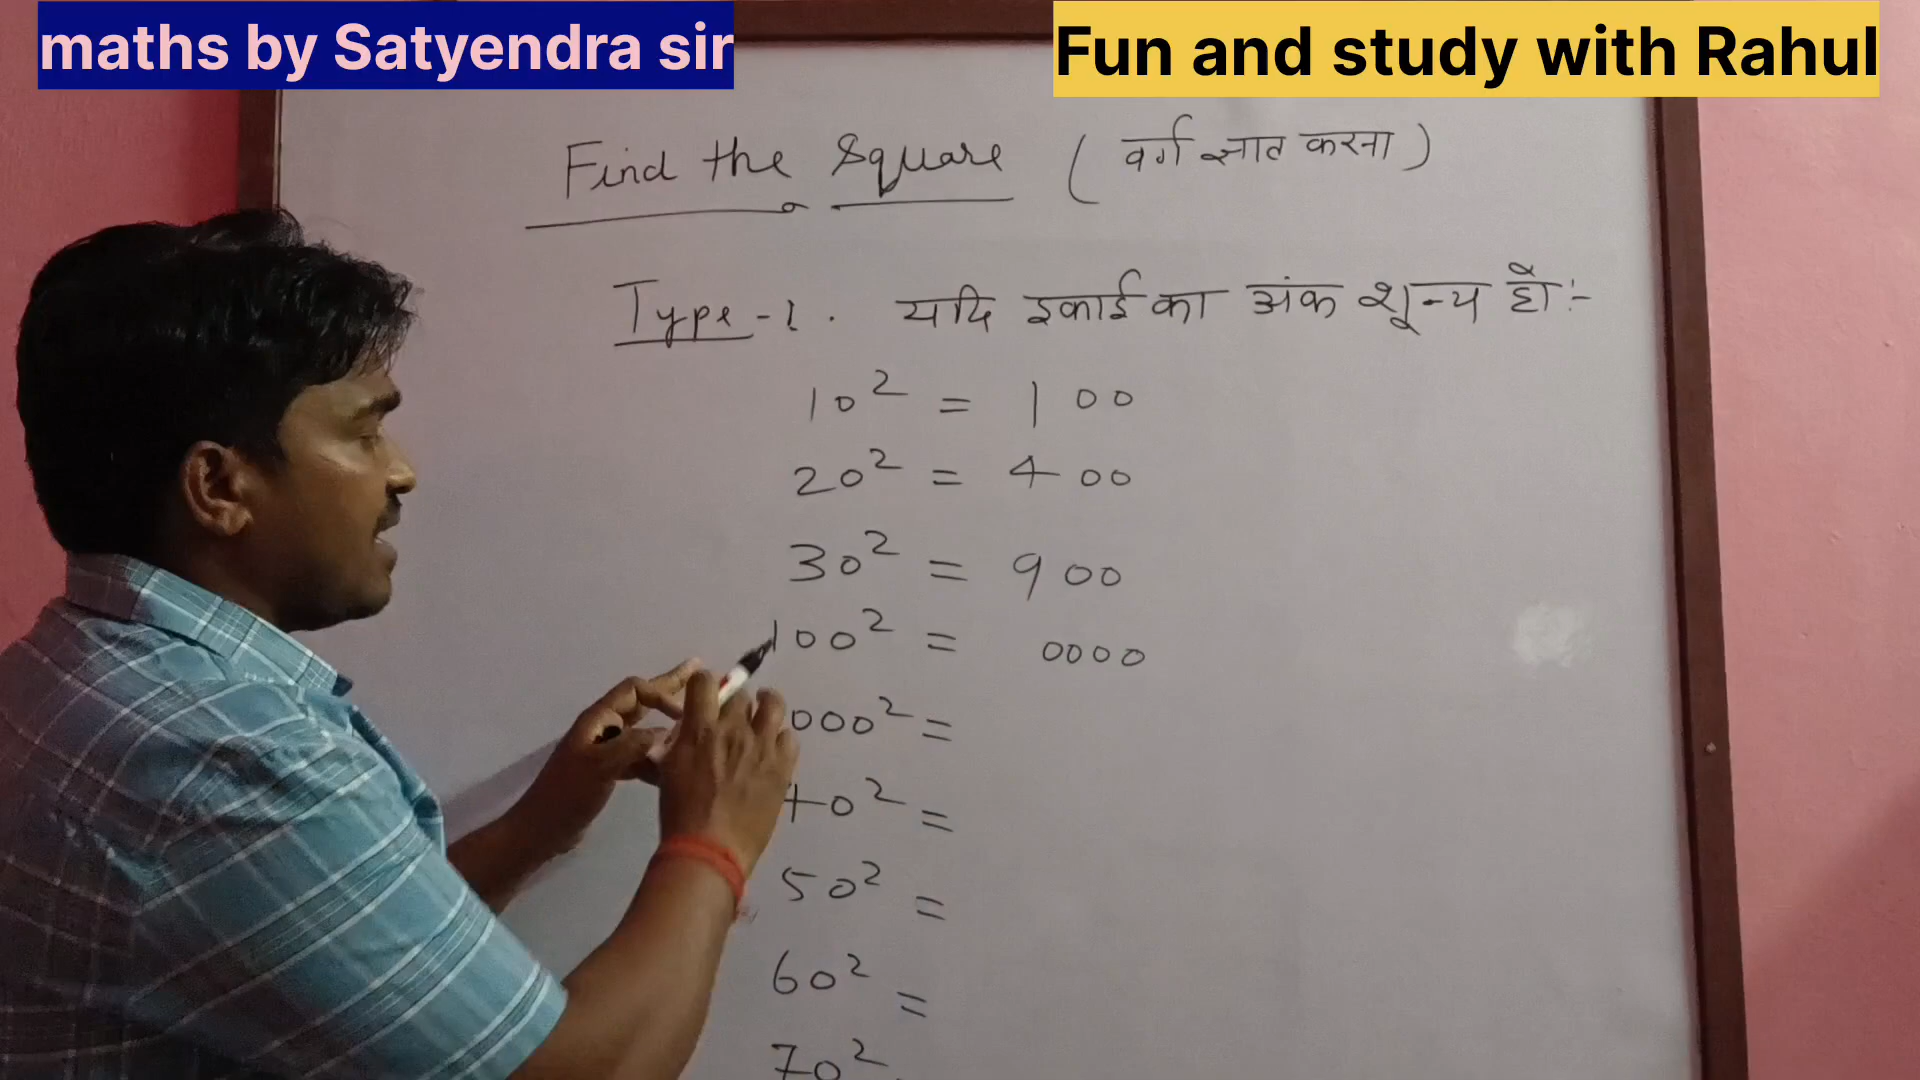 maths by Satyendra sir
Fun and study with Rahul
Find the Square ( वर्ग ज्ञात करना )
Type-1. यदि इकाई का अंक शून्य हो :-
10² = 100
20² = 400
30² = 900
100² = 0000
000² =
40² =
50² =
60² =
70²